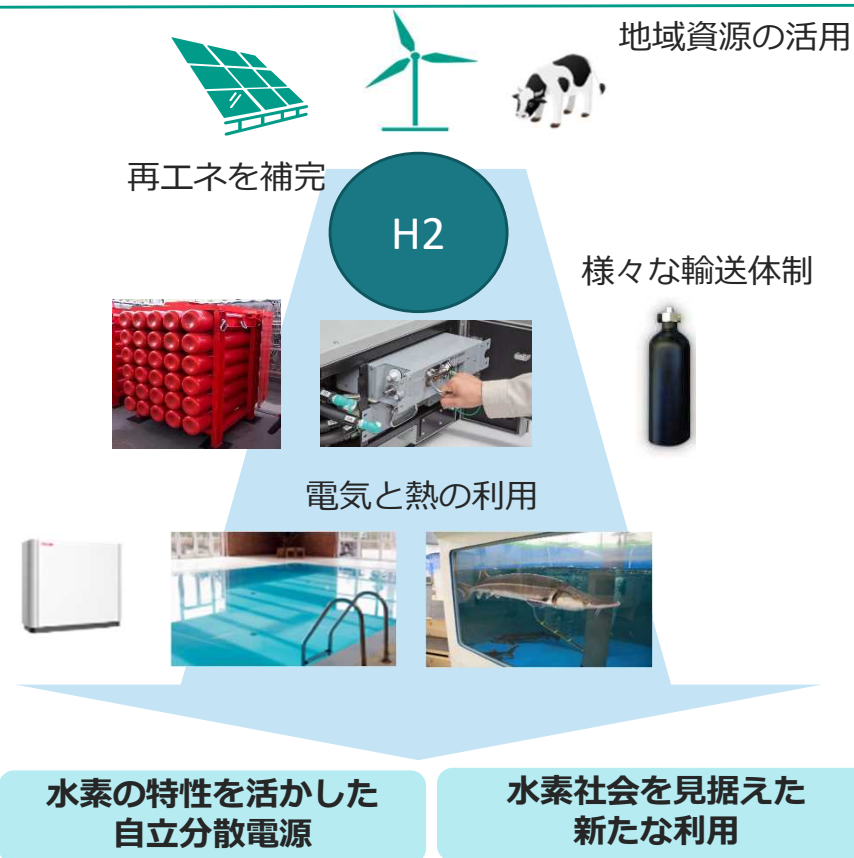 地域資源の活用
再エネを補完
H2
様々な輸送体制
電気と熱の利用
水素の特性を活かした
自立分散電源
水素社会を見据えた
新たな利用